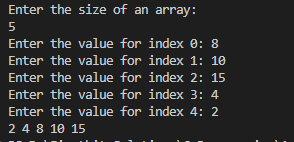 Enter the size of an array:
5
Enter the value for index 0: 8
Enter the value for index 1: 10
Enter the value for index 2: 15
Enter the value for index 3: 4
Enter the value for index 4: 2
2 4 8 10 15